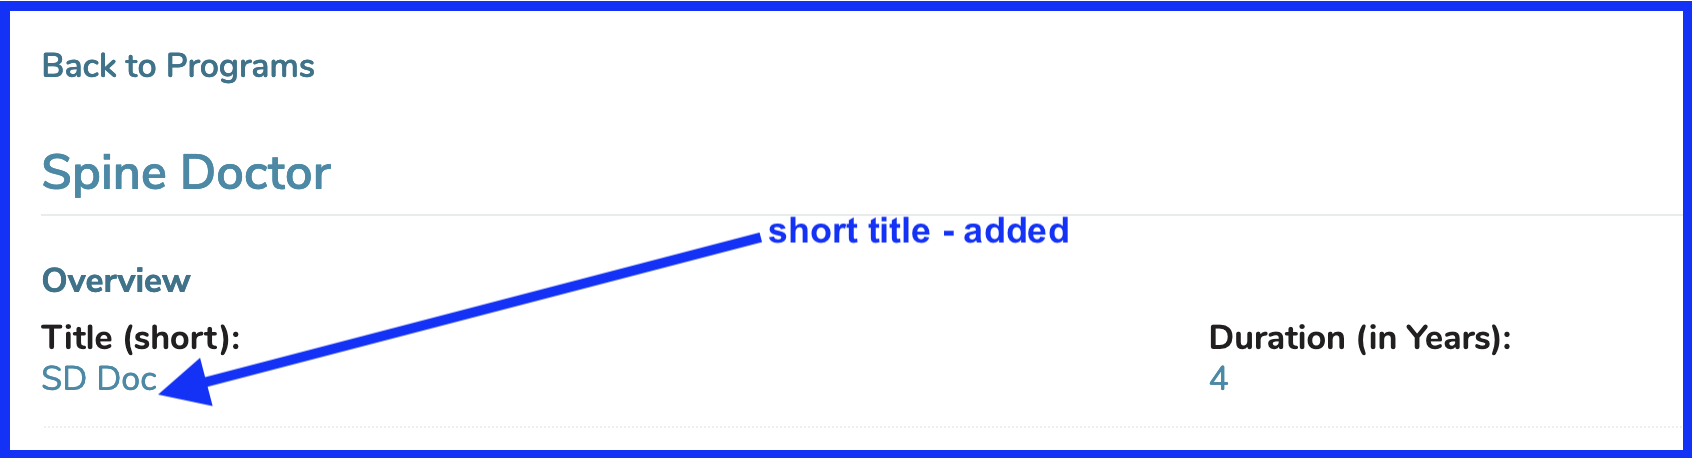 Back to Programs
Spine Doctor
short title - added
Overview
Title (short):
SD Doc
Duration (in Years):
4